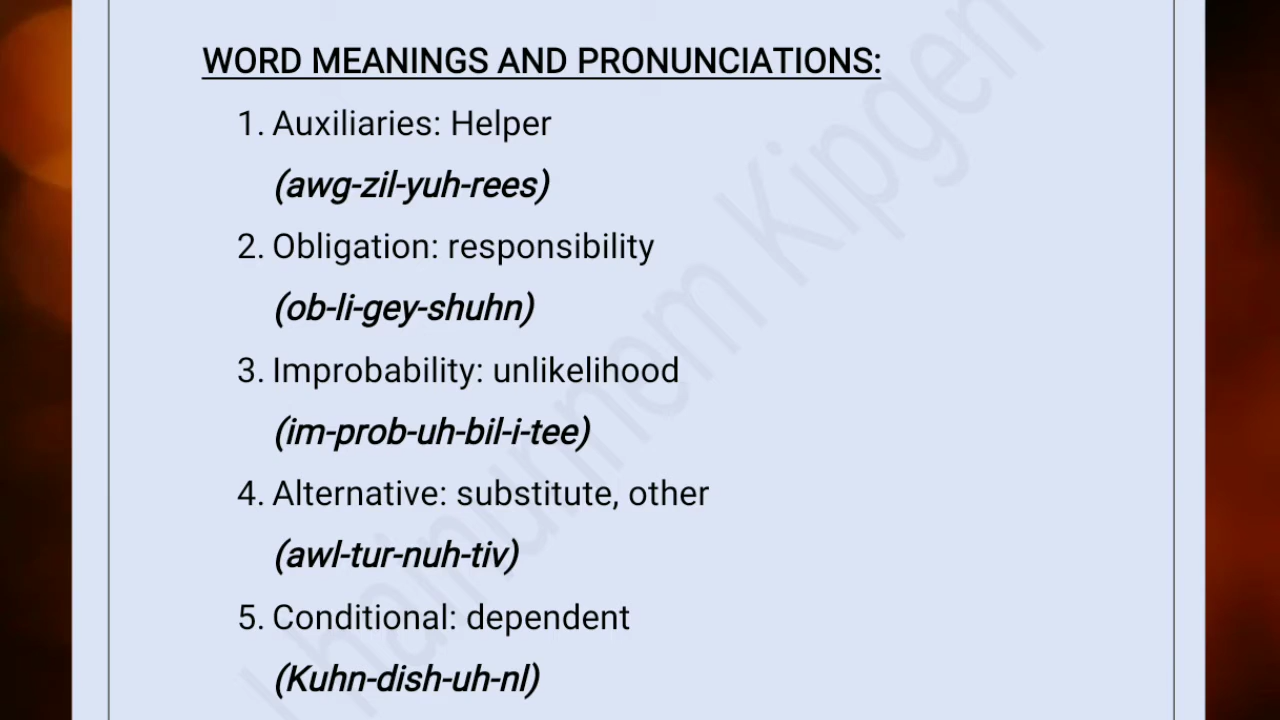 WORD MEANINGS AND PRONUNCIATIONS:
1. Auxiliaries: Helper
(awg-zil-yuh-rees)
2. Obligation: responsibility
(ob-li-gey-shuhn)
3. Improbability: unlikelihood
(im-prob-uh-bil-i-tee)
4. Alternative: substitute, other
(awl-tur-nuh-tiv)
5. Conditional: dependent
(Kuhn-dish-uh-nl)
Kipgen